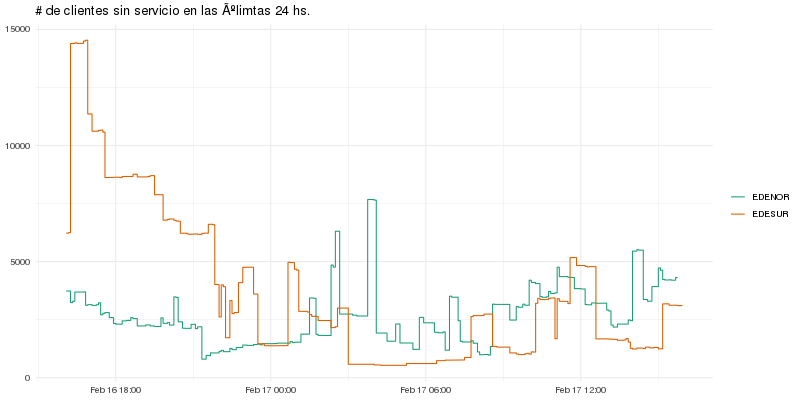 # de clientes sin servicio en las Ãºlimtas 24 hs.
15000
10000
5000
0
Feb 16 18:00
Feb 17 00:00
Feb 17 06:00
Feb 17 12:00
EDENOR
EDESUR